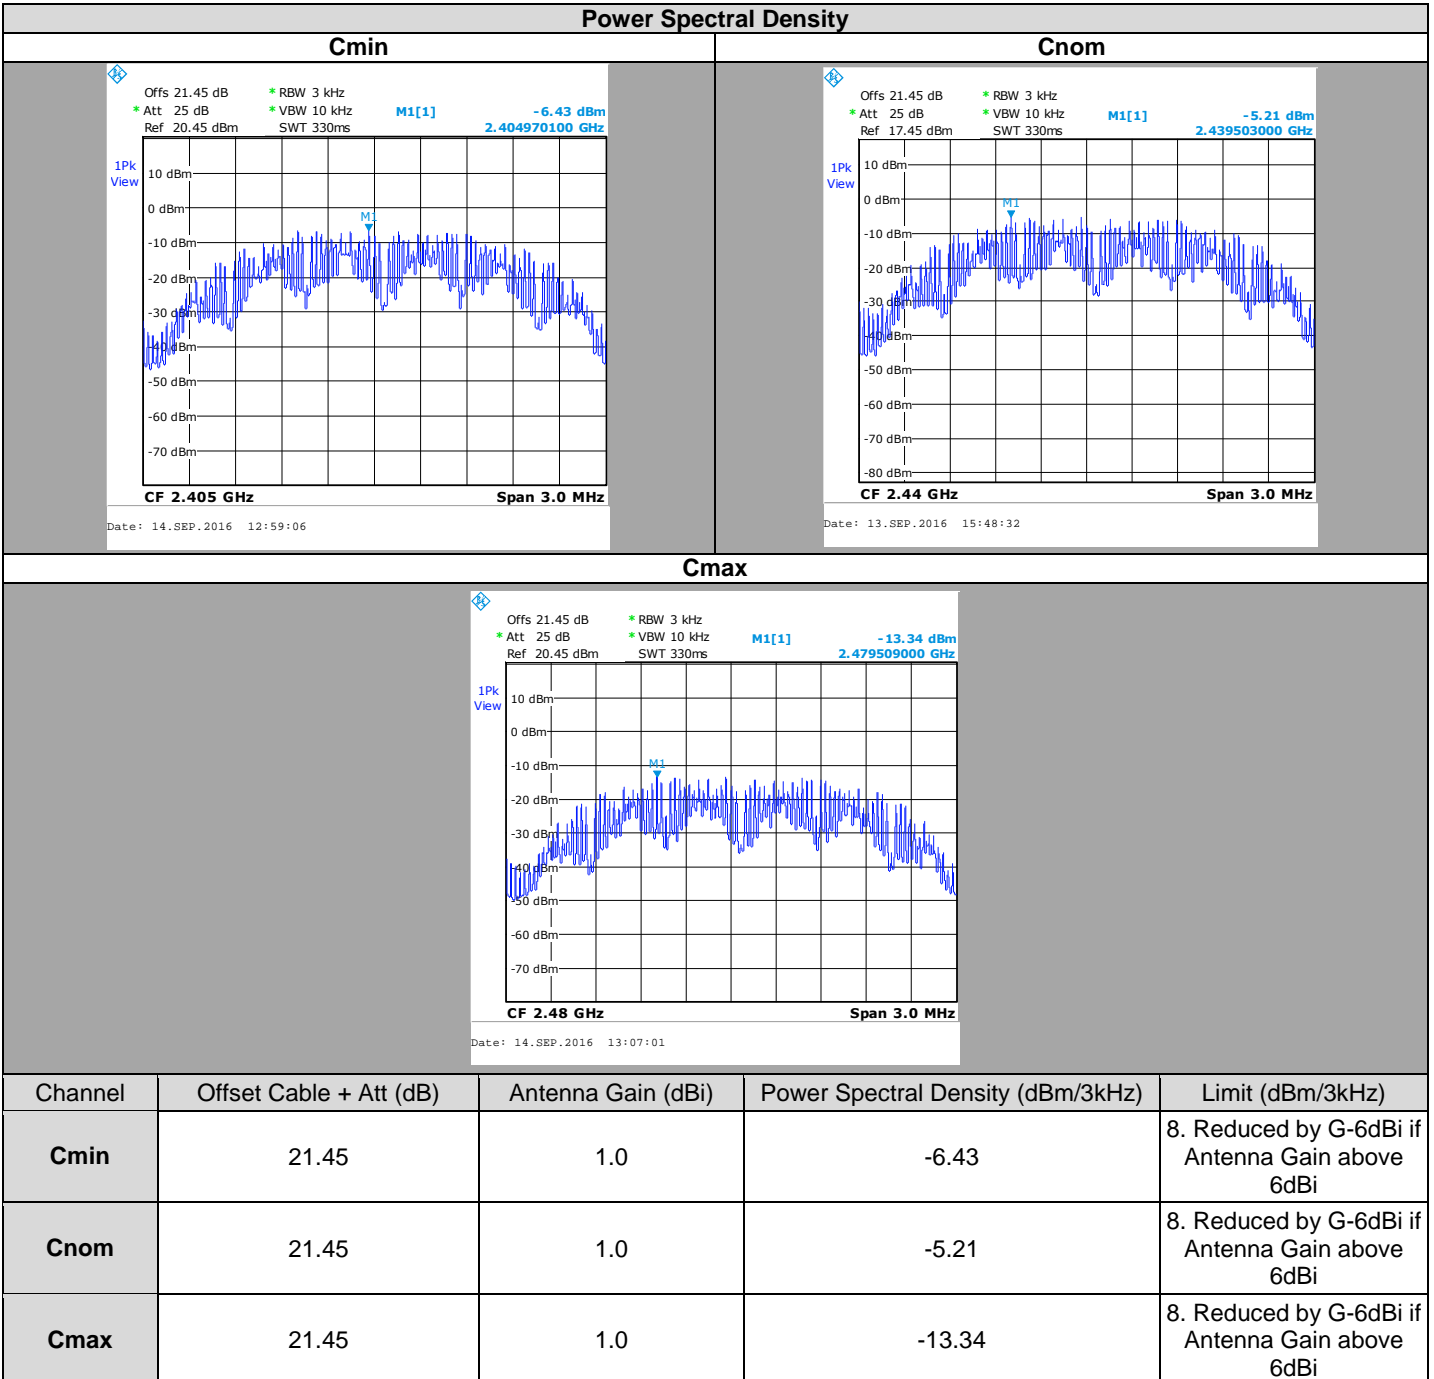 Power Spectral Density
Cmin
Cnom
Offs 21.45 dB * RBW 3 kHz
* Att 25 dB * VBW 10 kHz M1[1] -6.43 dBm
Ref 20.45 dBm SWT 330ms 2.404970100 GHz
1Pk
View
10 dBm
0 dBm
M1
-10 dBm
-20 dBm
-30 dBm
-40 dBm
-50 dBm
-60 dBm
-70 dBm
CF 2.405 GHz Span 3.0 MHz
Date: 14.SEP.2016 12:59:06
Offs 21.45 dB * RBW 3 kHz
* Att 25 dB * VBW 10 kHz M1[1] -5.21 dBm
Ref 17.45 dBm SWT 330ms 2.439503000 GHz
1Pk
View
10 dBm
0 dBm
M1
-10 dBm
-20 dBm
-30 dBm
-40 dBm
-50 dBm
-60 dBm
-70 dBm
-80 dBm
CF 2.44 GHz Span 3.0 MHz
Date: 13.SEP.2016 15:48:32
Cmax
Offs 21.45 dB * RBW 3 kHz
* Att 25 dB * VBW 10 kHz M1[1] -13.34 dBm
Ref 20.45 dBm SWT 330ms 2.479509000 GHz
1Pk
View
10 dBm
0 dBm
-10 dBm
M1
-20 dBm
-30 dBm
-40 dBm
-50 dBm
-60 dBm
-70 dBm
CF 2.48 GHz Span 3.0 MHz
Date: 14.SEP.2016 13:07:01
Channel Offset Cable + Att (dB) Antenna Gain (dBi) Power Spectral Density (dBm/3kHz) Limit (dBm/3kHz)
Cmin 21.45 1.0 -6.43 8. Reduced by G-6dBi if
Antenna Gain above
6dBi
Cnom 21.45 1.0 -5.21 8. Reduced by G-6dBi if
Antenna Gain above
6dBi
Cmax 21.45 1.0 -13.34 8. Reduced by G-6dBi if
Antenna Gain above
6dBi